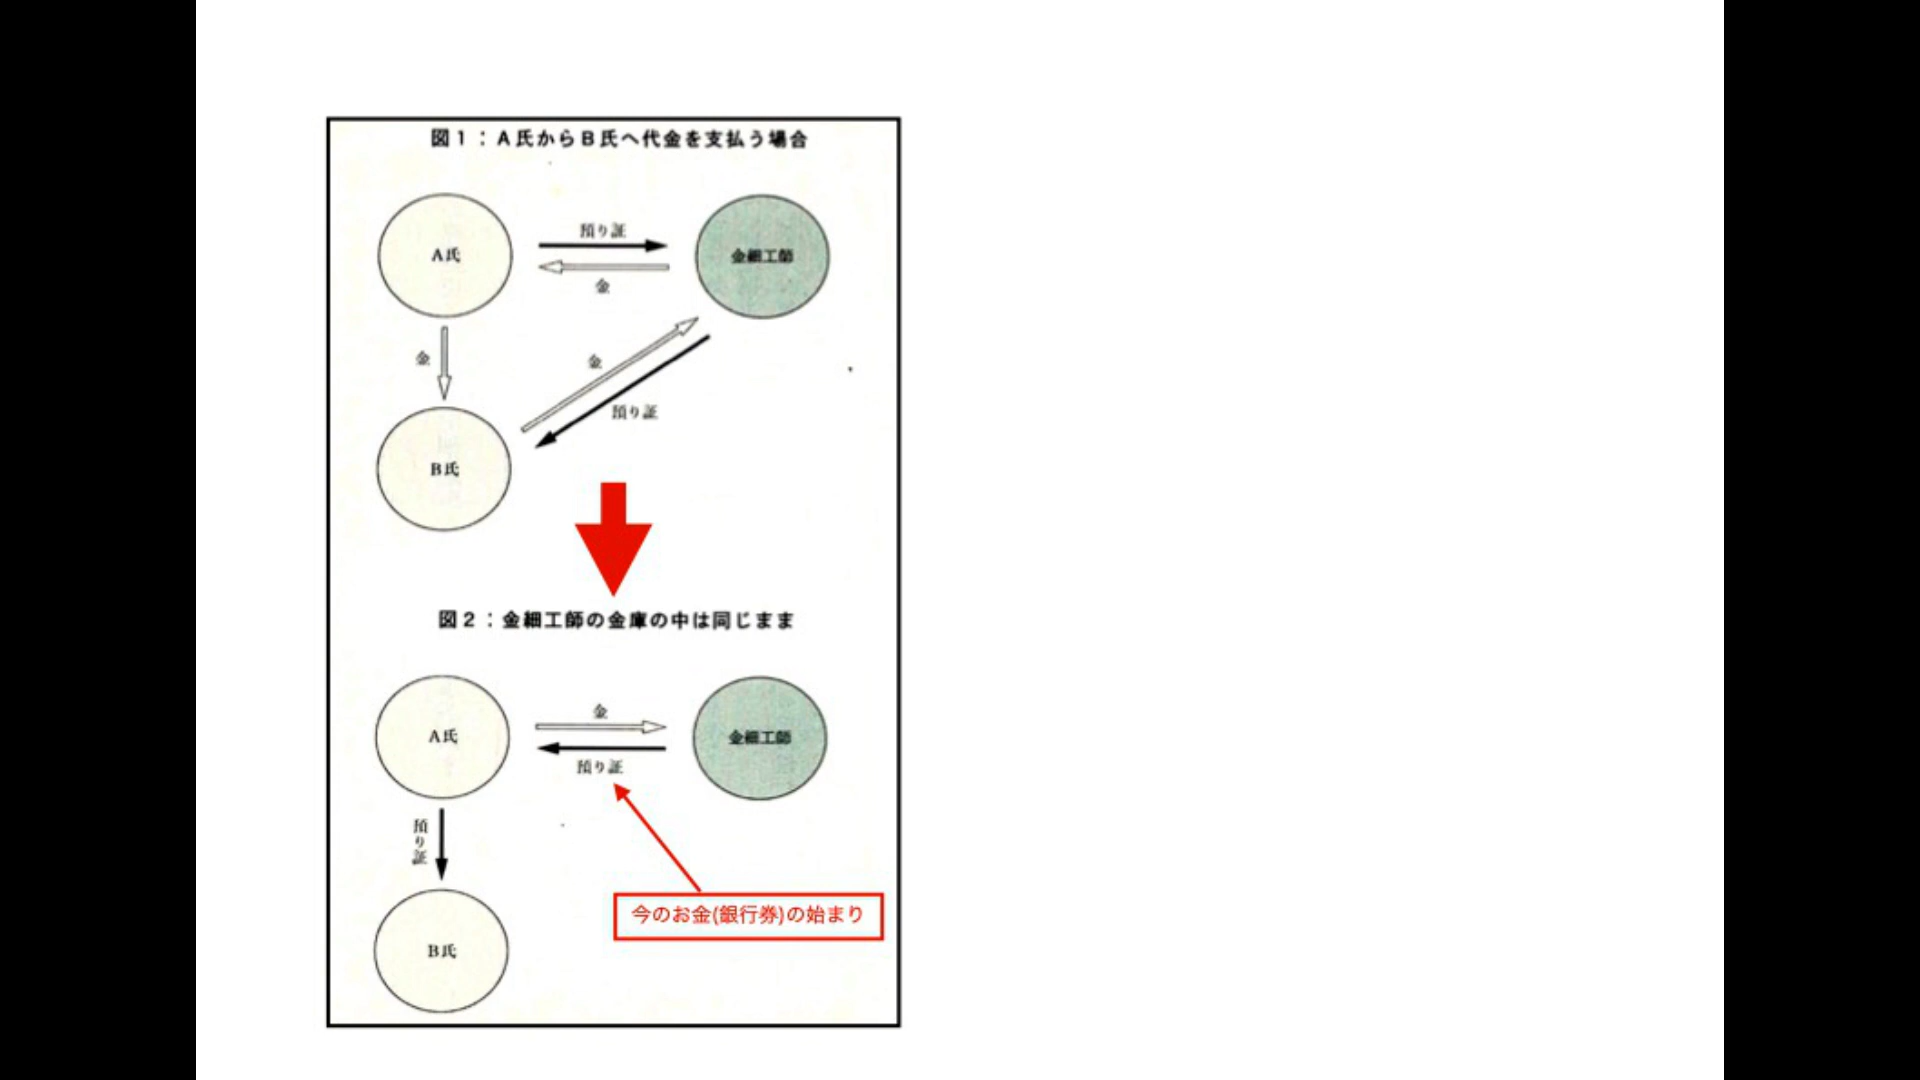 図1：A氏からB氏へ代金を支払う場合
A氏
預り証
金
金細工師
金
金
預り証
B氏
図2：金細工師の金庫の中は同じまま
A氏
金
預り証
金細工師
預り証
今のお金(銀行券)の始まり
B氏